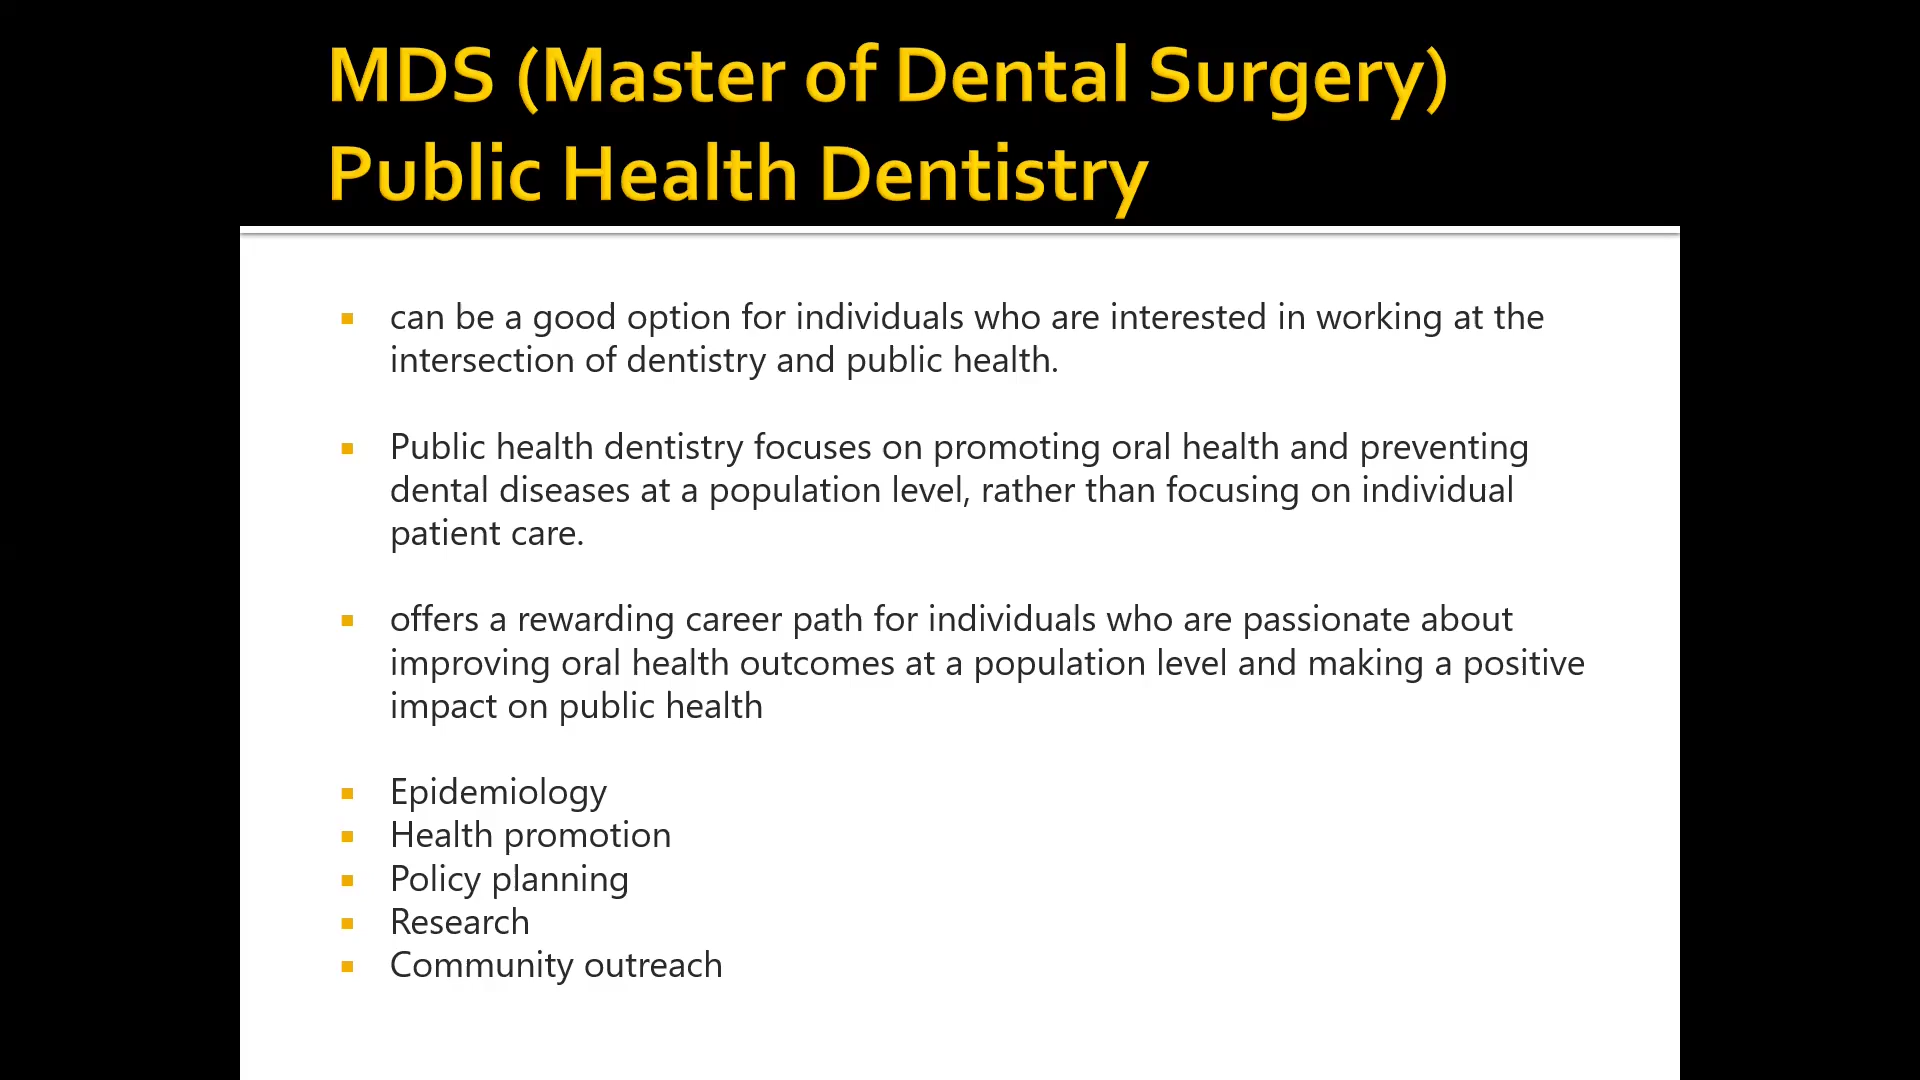 MDS (Master of Dental Surgery)
Public Health Dentistry
can be a good option for individuals who are interested in working at the
intersection of dentistry and public health.
Public health dentistry focuses on promoting oral health and preventing
dental diseases at a population level, rather than focusing on individual
patient care.
offers a rewarding career path for individuals who are passionate about
improving oral health outcomes at a population level and making a positive
impact on public health
Epidemiology
Health promotion
Policy planning
Research
Community outreach